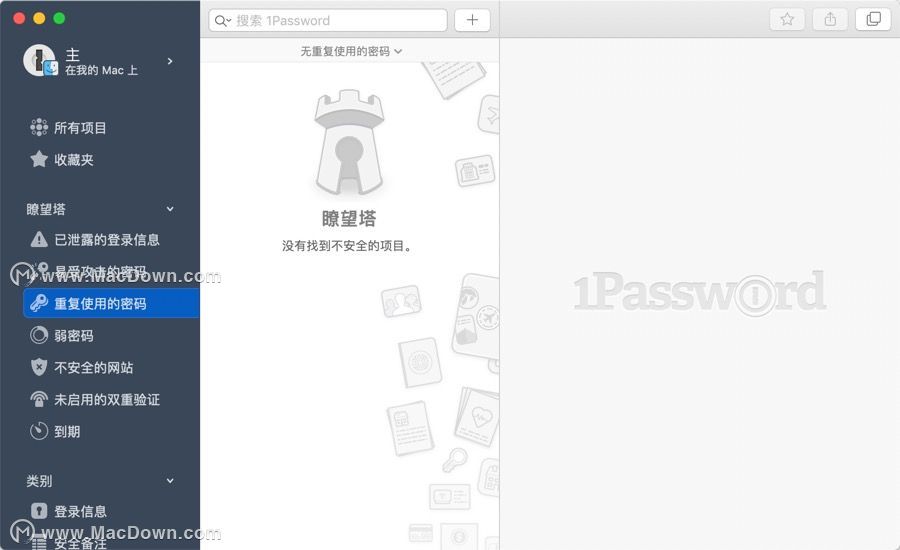 搜索 1Password
主
在我的 Mac 上
无重复使用的密码
所有项目
收藏夹
瞭望塔
已泄露的登录信息
易受攻击的密码
www.MacDown.com
重复使用的密码
弱密码
不安全的网站
未启用的双重验证
到期
类别
登录信息
www.MacDown.com
安全备注
瞭望塔
没有找到不安全的项目。
1Password